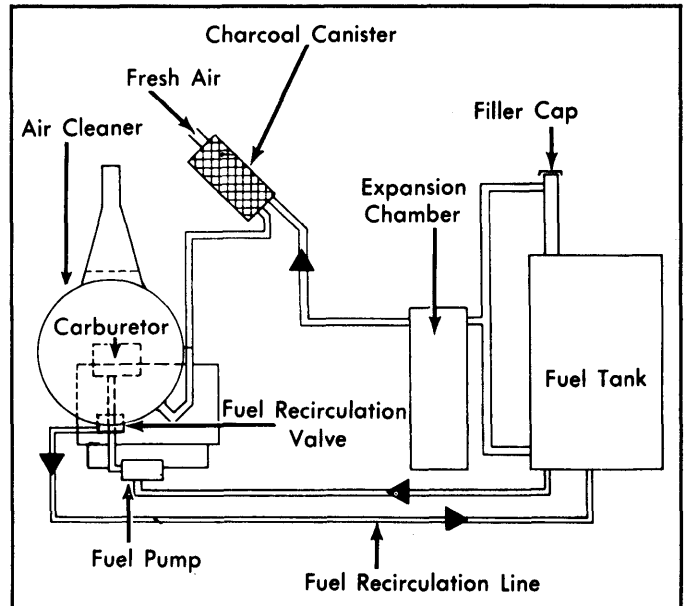 Charcoal Canister
Fresh Air
Air Cleaner
Filler Cap
Expansion
Chamber
Carburetor
Fuel Tank
Fuel Recirculation
Valve
Fuel Pump
Fuel Recirculation Line